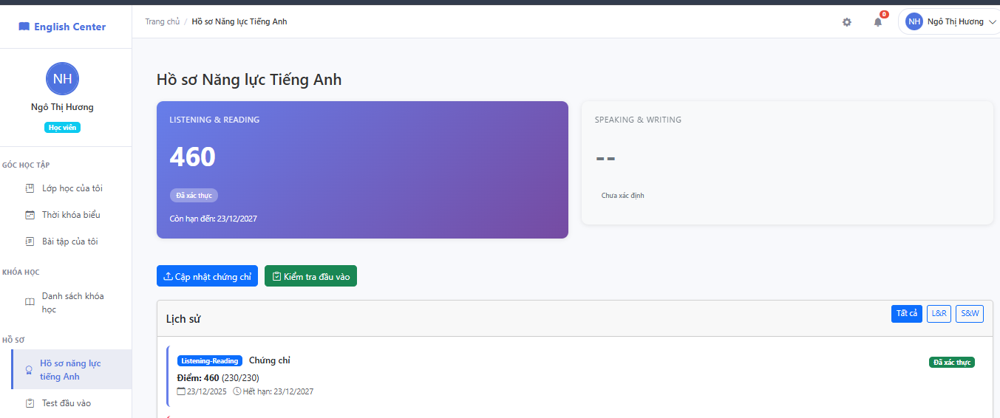 English Center
Trang chủ / Hồ sơ Năng lực Tiếng Anh
0
NH
Ngô Thị Hương
NH
Ngô Thị Hương
Học viên
GÓC HỌC TẬP
Lớp học của tôi
Thời khóa biểu
Bài tập của tôi
KHÓA HỌC
Danh sách khóa
học
HỒ SƠ
Hồ sơ năng lực
tiếng Anh
Test đầu vào
Hồ sơ Năng lực Tiếng Anh
LISTENING & READING
460
Đã xác thực
Còn hạn đến: 23/12/2027
SPEAKING & WRITING
--
Chưa xác định
Cập nhật chứng chỉ
Kiểm tra đầu vào
Lịch sử
Tất cả
L&R
S&W
Listening-Reading Chứng chỉ
Đã xác thực
Điểm: 460 (230/230)
23/12/2025 Hết hạn: 23/12/2027